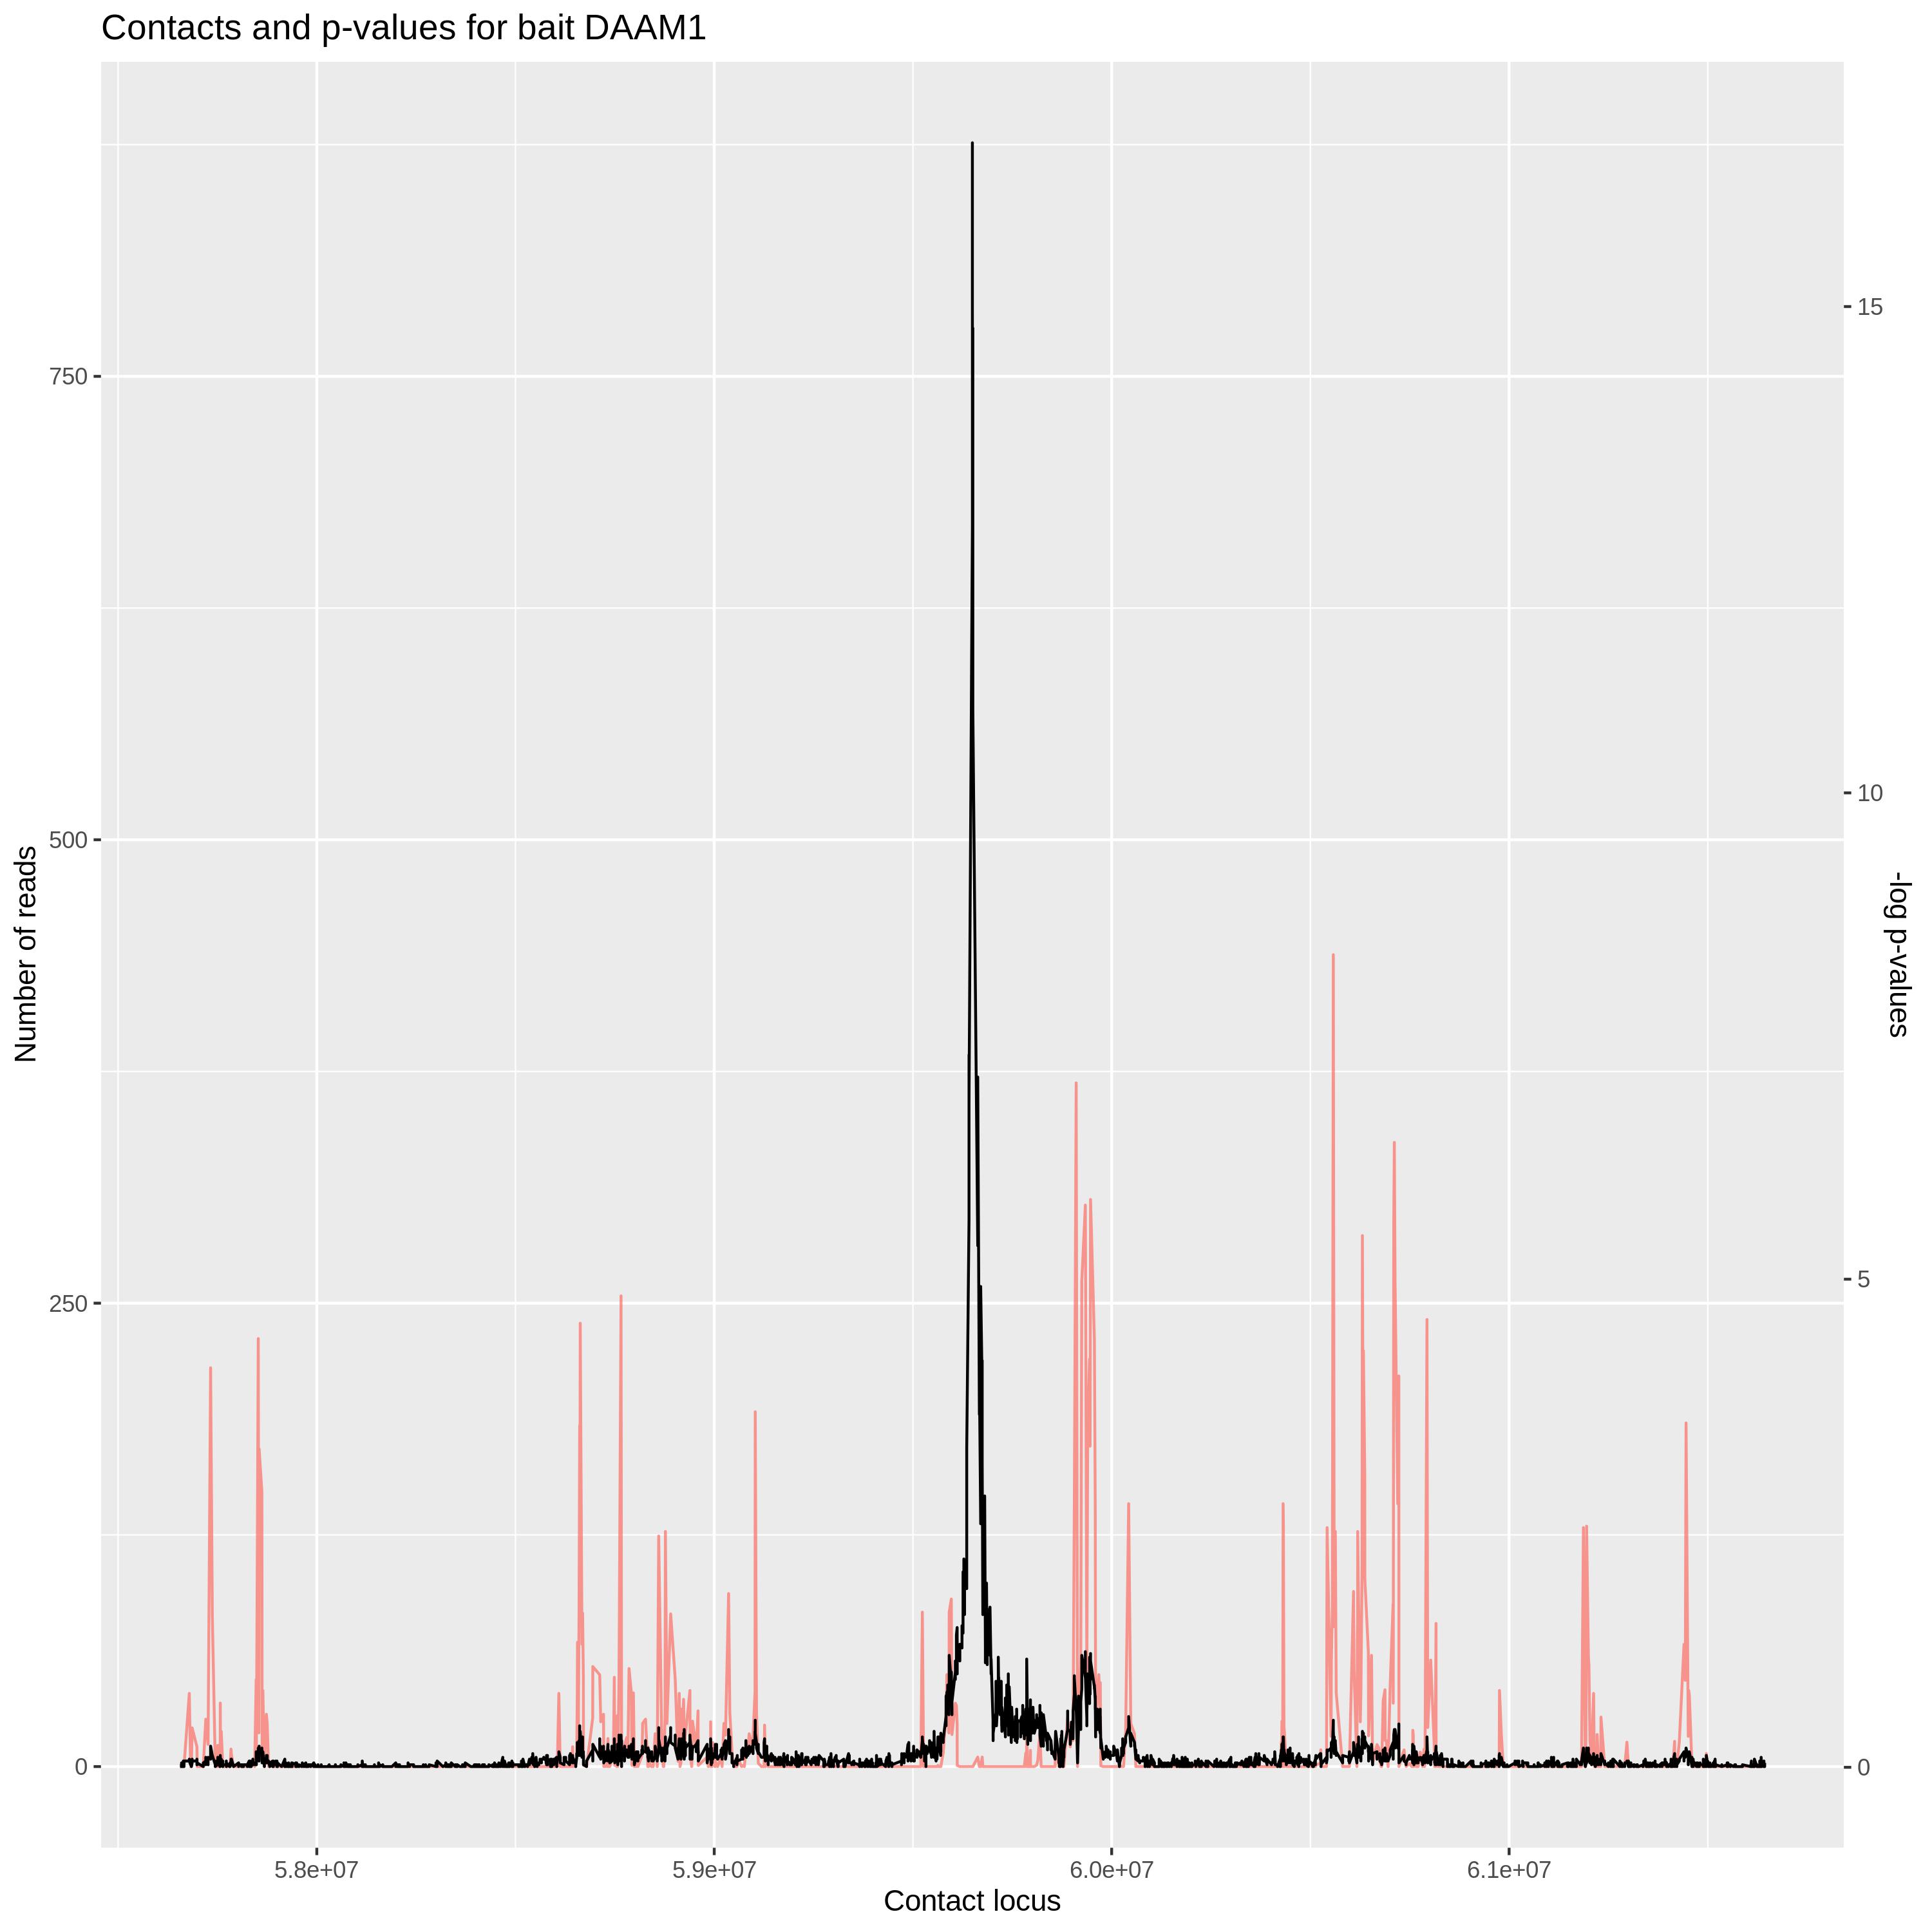 Contacts and p-values for bait DAAM1
750
500
250
0
Number of reads
15
10
5
0
-log p-values
5.8e+07
5.9e+07
6.0e+07
6.1e+07
Contact locus